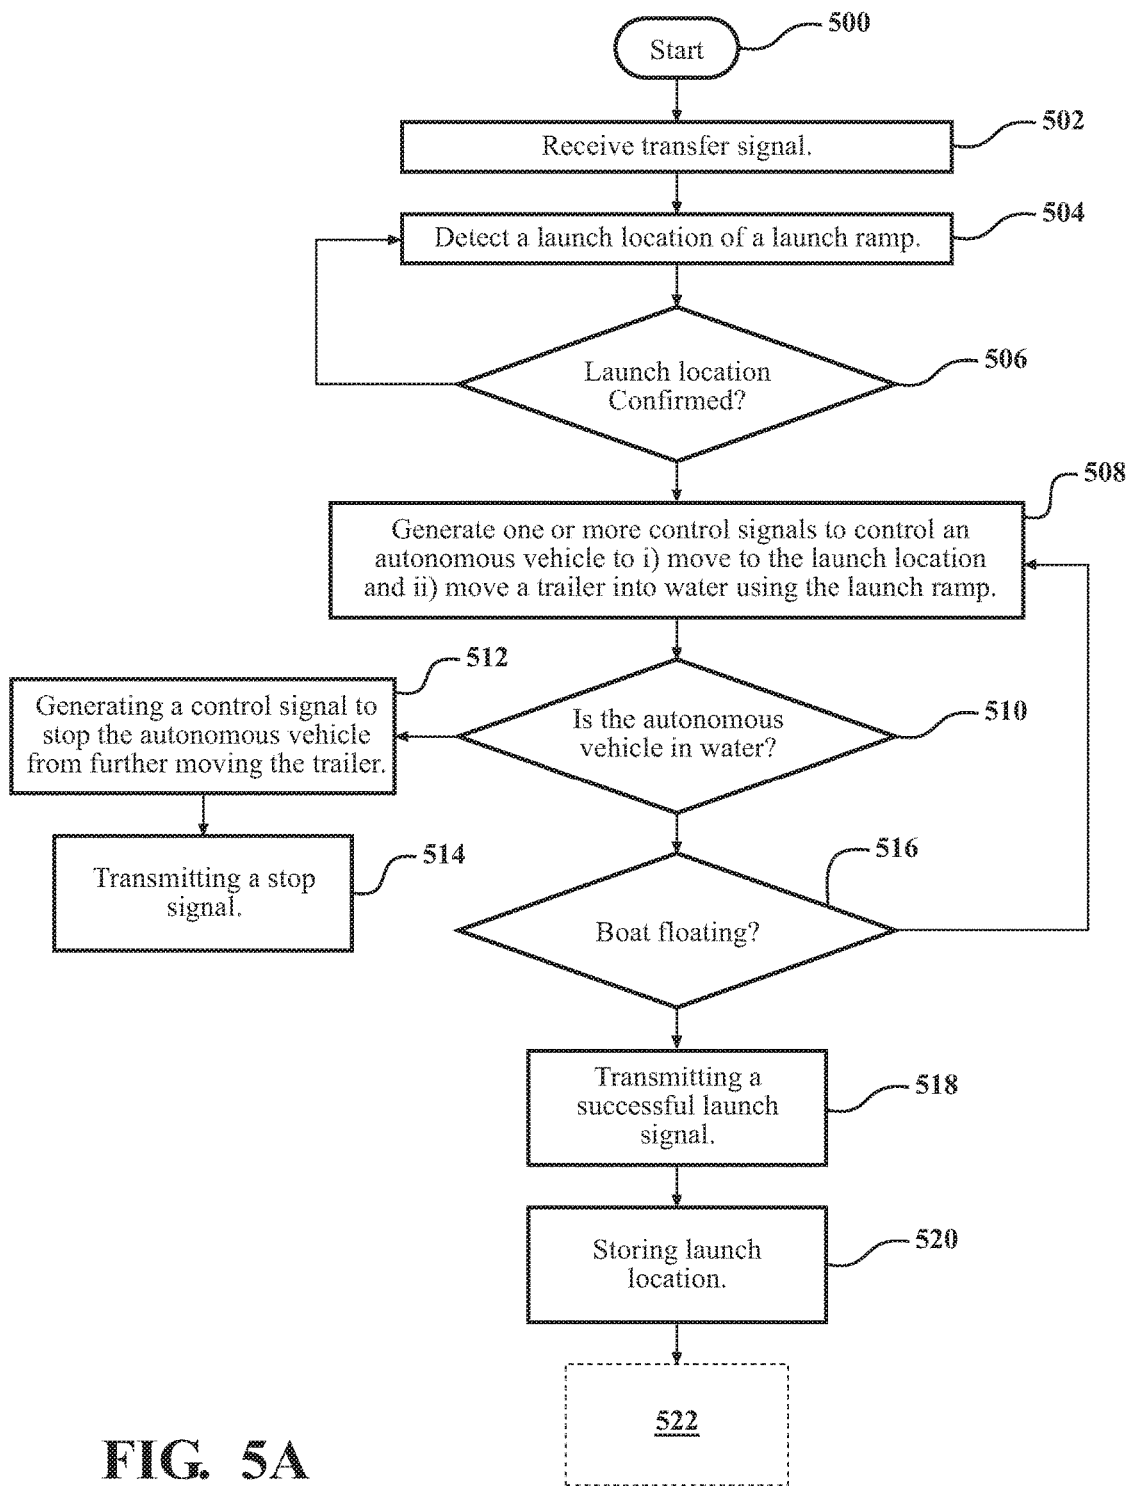 Start
500
Receive transfer signal.
502
Detect a launch location of a launch ramp.
504
Launch location
Confirmed?
506
Generate one or more control signals to control an
autonomous vehicle to i) move to the launch location
and ii) move a trailer into water using the launch ramp.
508
Is the autonomous
vehicle in water?
510
Generating a control signal to
stop the autonomous vehicle
from further moving the trailer.
512
Transmitting a stop
signal.
514
Boat floating?
516
Transmitting a
successful launch
signal.
518
Storing launch
location.
520
522
FIG. 5A